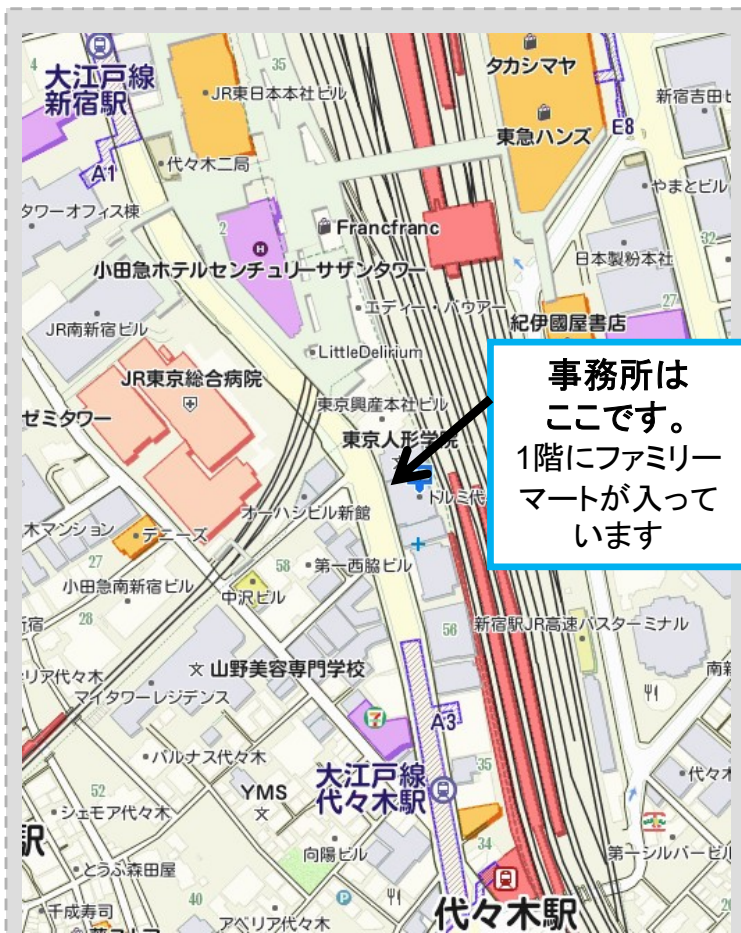 大江戸線
新宿駅
4
35
JR東日本本社ビル
タカシマヤ
東急ハンズ
E8
A1
代々木二局
やまとビル
タワーオフィス棟
2
Francfranc
32
小田急ホテルセンチュリーサザンタワー
日本製粉本社
エディー・バウアー
27
JR南新宿ビル
紀伊國屋書店
LittleDelirium
JR東京総合病院
東京興産本社ビル
ゼミタワー
東京人形学院
事務所は
ここです。
1階にファミリー
マートが入って
います
ドルミ代
オーハシビル新館
木マンション
デニーズ
27
58
第一西脇ビル
小田急南新宿ビル
中沢ビル
28
56
新宿駅JR高速バスターミナル
山野美容専門学校
リア代々木
マイタワーレジデンス
A3
パルナス代々木
35
大江戸線
代々木駅
代々木
52
YMS
シェモア代々木
駅
向陽ビル
34
第一シルバービル
とうふ森田屋
40
千成寿司
アベリア代々木
代々木駅